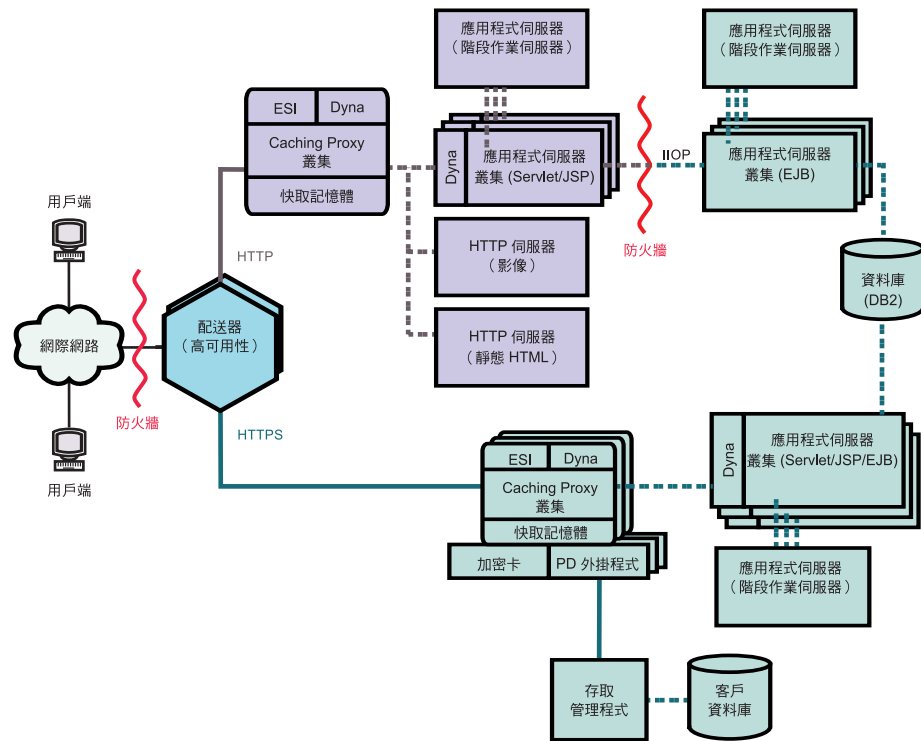 應用程式伺服器
（階段作業伺服器）
應用程式伺服器
（階段作業伺服器）
ESI
Dyna
Caching Proxy
叢集
快取記憶體
Dyna
應用程式伺服器
叢集 (Servlet/JSP)
IIOP
應用程式伺服器
叢集 (EJB)
用戶端
HTTP
HTTP 伺服器
（影像）
防火牆
資料庫
(DB2)
配送器
（高可用性）
網際網路
HTTP 伺服器
（靜態 HTML）
防火牆
HTTPS
用戶端
ESI
Dyna
Caching Proxy
叢集
快取記憶體
加密卡
PD 外掛程式
Dyna
應用程式伺服器
叢集 (Servlet/JSP/EJB)
應用程式伺服器
（階段作業伺服器）
存取
管理程式
客戶
資料庫